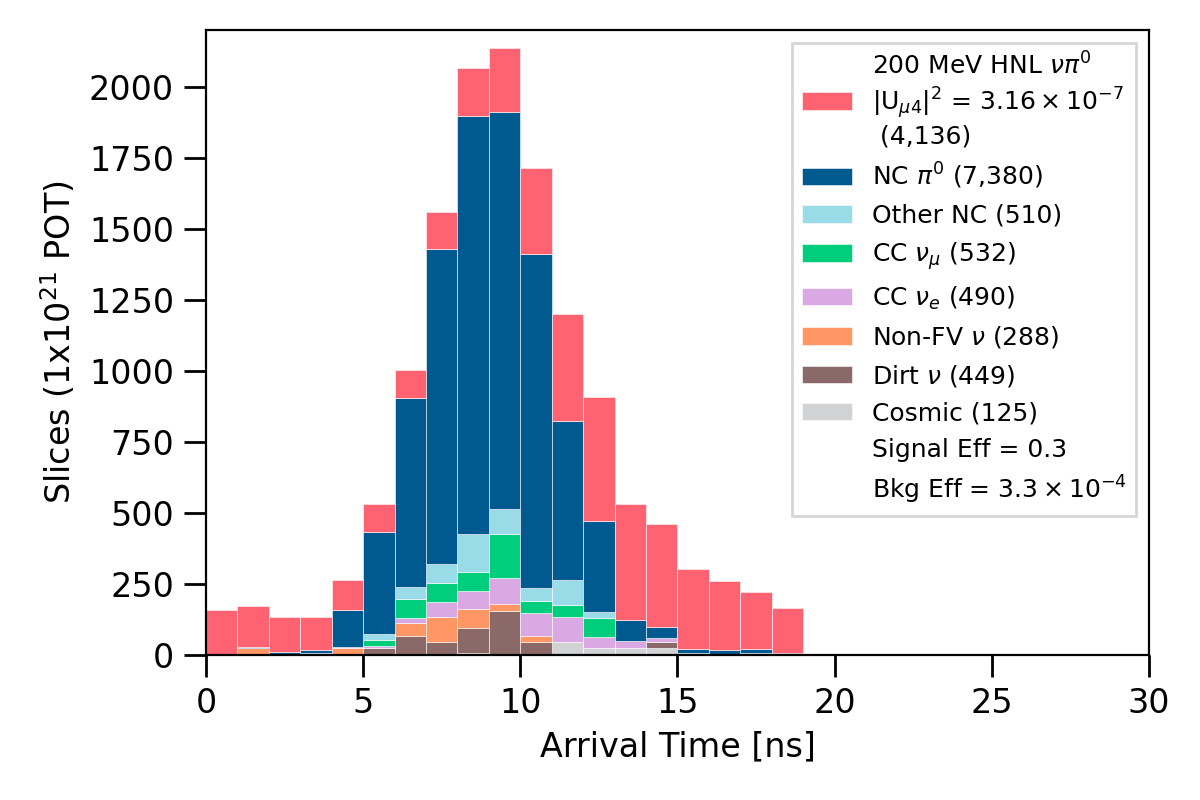 2000
1750
1500
1250
1000
750
500
250
0
Slices (1x10²¹ POT)
0 5 10 15 20 25 30
Arrival Time [ns]
200 MeV HNL νπ⁰
|U_{μ4}|² = 3.16 × 10⁻⁷
(4,136)
NC π⁰ (7,380)
Other NC (510)
CC ν_μ (532)
CC ν_e (490)
Non-FV ν (288)
Dirt ν (449)
Cosmic (125)
Signal Eff = 0.3
Bkg Eff = 3.3 × 10⁻⁴